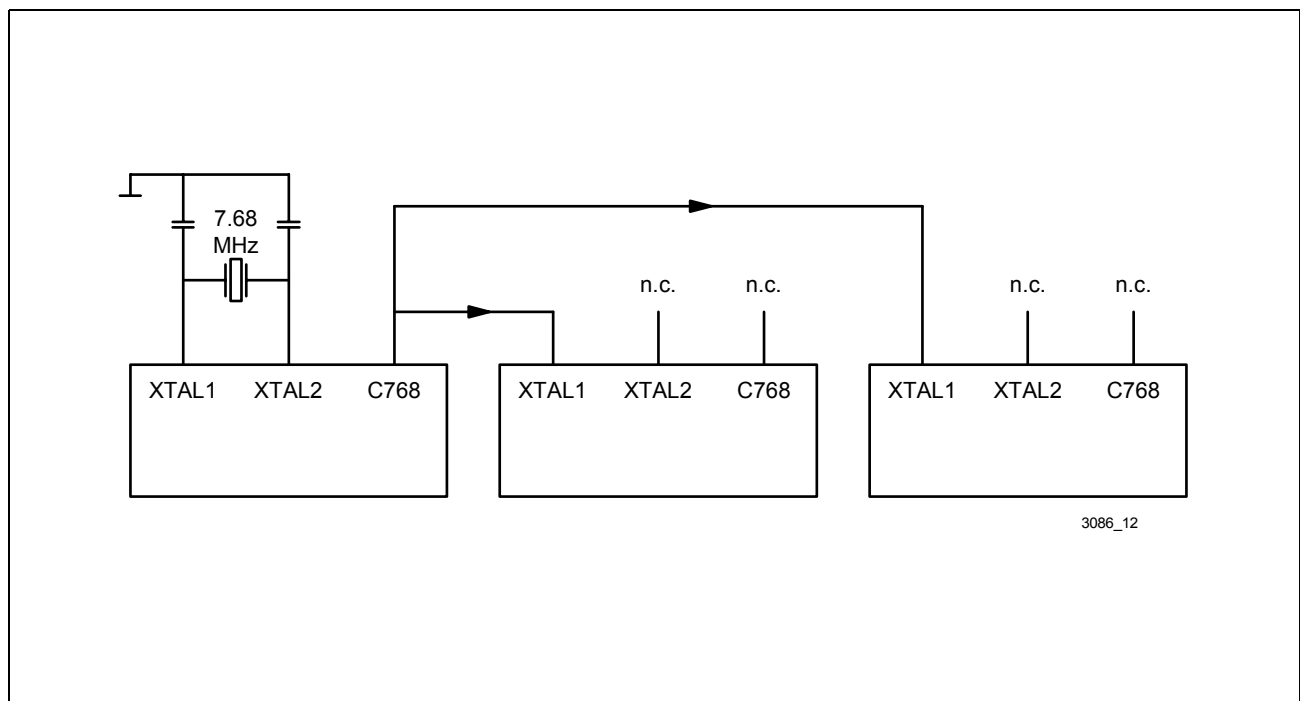 7.68
MHz
n.c.
n.c.
n.c.
n.c.
XTAL1
XTAL2
C768
XTAL1
XTAL2
C768
XTAL1
XTAL2
C768
3086_12